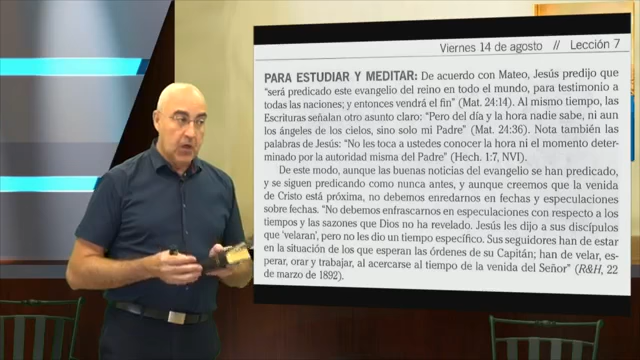 Viernes 14 de agosto // Lección 7
PARA ESTUDIAR Y MEDITAR: De acuerdo con Mateo, Jesús predijo que
“será predicado este evangelio del reino en todo el mundo, para testimonio a
todas las naciones; y entonces vendrá el fin” (Mat. 24:14). Al mismo tiempo, las
Escrituras señalan otro asunto claro: “Pero del día y la hora nadie sabe, ni aun
los ángeles de los cielos, sino solo mi Padre” (Mat. 24:36). Nota también las
palabras de Jesús: “No les toca a ustedes conocer la hora ni el momento deter-
minado por la autoridad misma del Padre” (Hech. 1:7, NVI).
De este modo, aunque las buenas noticias del evangelio se han predicado,
y se siguen predicando como nunca antes, y aunque creemos que la venida
de Cristo está próxima, no debemos enredarnos en fechas y especulaciones
sobre fechas. “No debemos enfrascarnos en especulaciones con respecto a los
tiempos y las sazones que Dios no ha revelado. Jesús les dijo a sus discípulos
que ‘velaran’, pero no les dio un tiempo específico. Sus seguidores han de estar
en la situación de los que esperan las órdenes de su Capitán; han de velar, es-
perar, orar y trabajar, al acercarse al tiempo de la venida del Señor” (R&H, 22
de marzo de 1892).